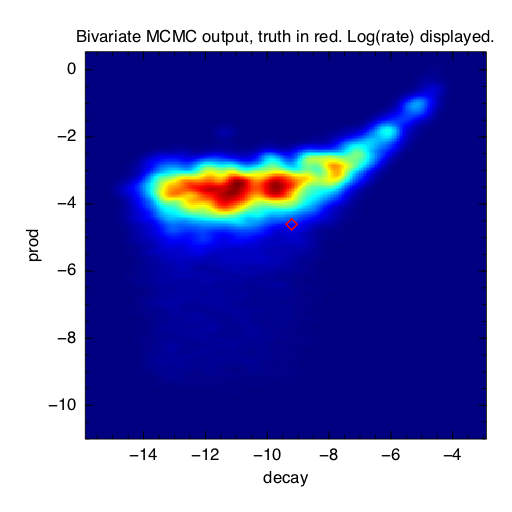 Bivariate MCMC output, truth in red. Log(rate) displayed.
0
−2
−4
−6
−8
−10
prod
−14 −12 −10 −8 −6 −4
decay